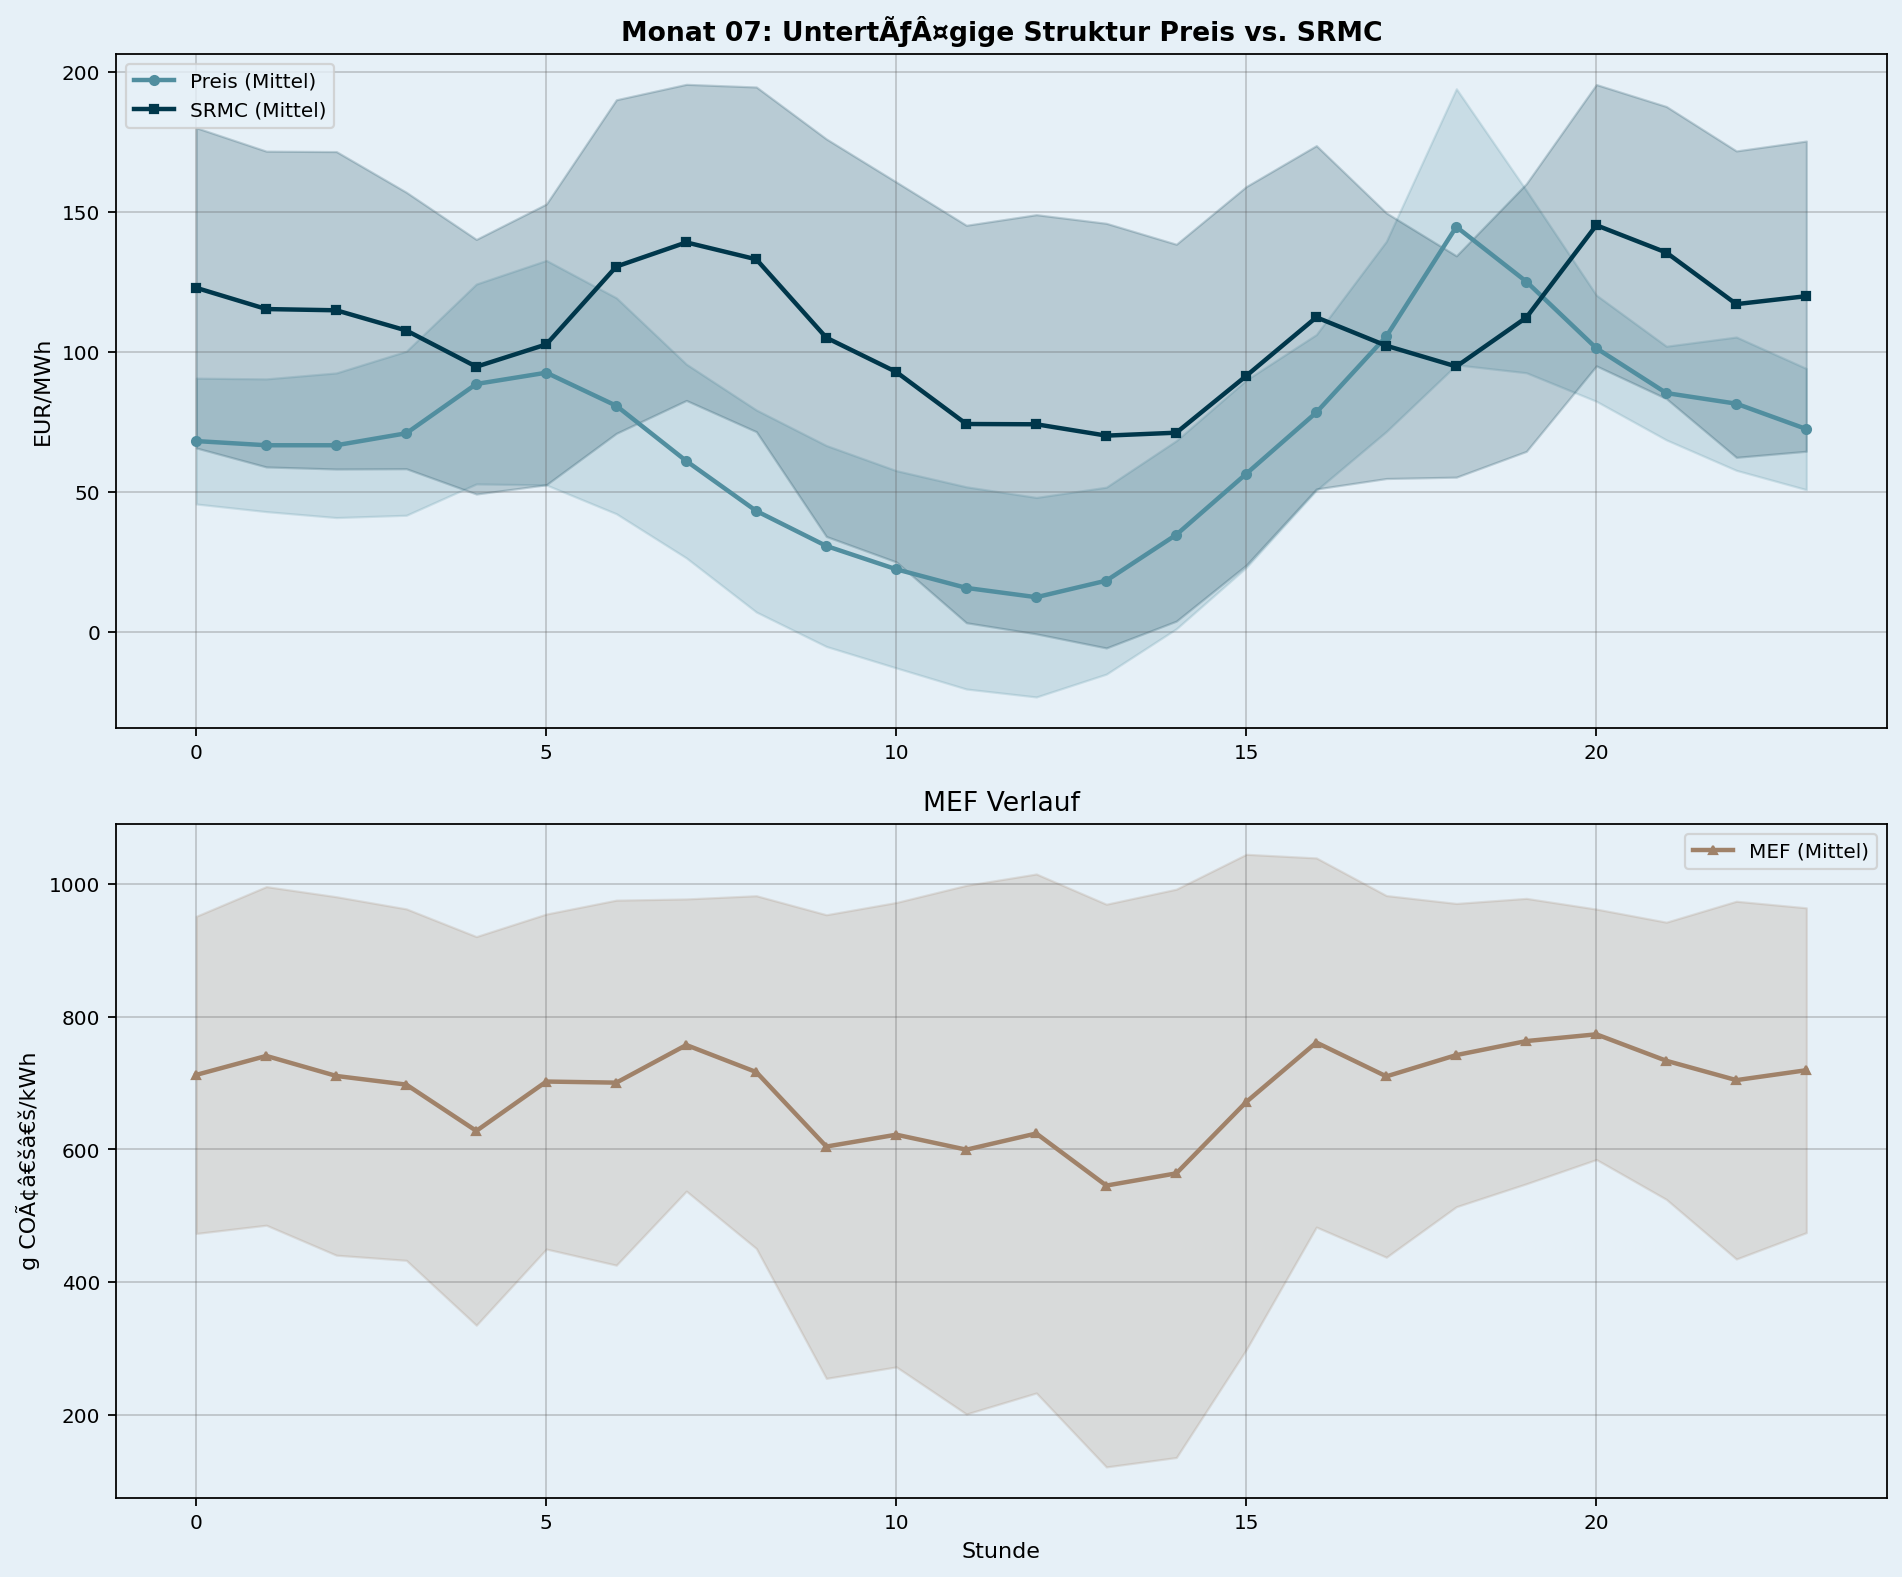 Monat 07: UntertÃƒÂ¤gige Struktur Preis vs. SRMC
Preis (Mittel)
SRMC (Mittel)
EUR/MWh
200
150
100
50
0
0
5
10
15
20
MEF Verlauf
MEF (Mittel)
g COÃ¢â€šâ€š/kWh
1000
800
600
400
200
0
5
10
15
20
Stunde